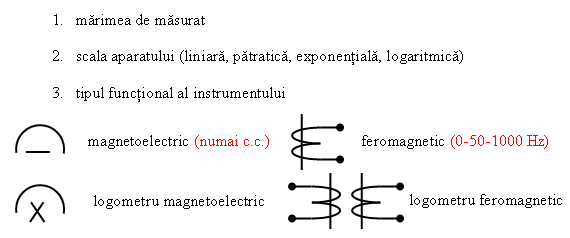 1. mărimea de măsurat
2. scala aparatului (liniară, pătratică, exponențială, logaritmică)
3. tipul funcțional al instrumentului
magnetoelectric (numai c.c.) feromagnetic (0-50-1000 Hz)
X logometru magnetoelectric logometru feromagnetic